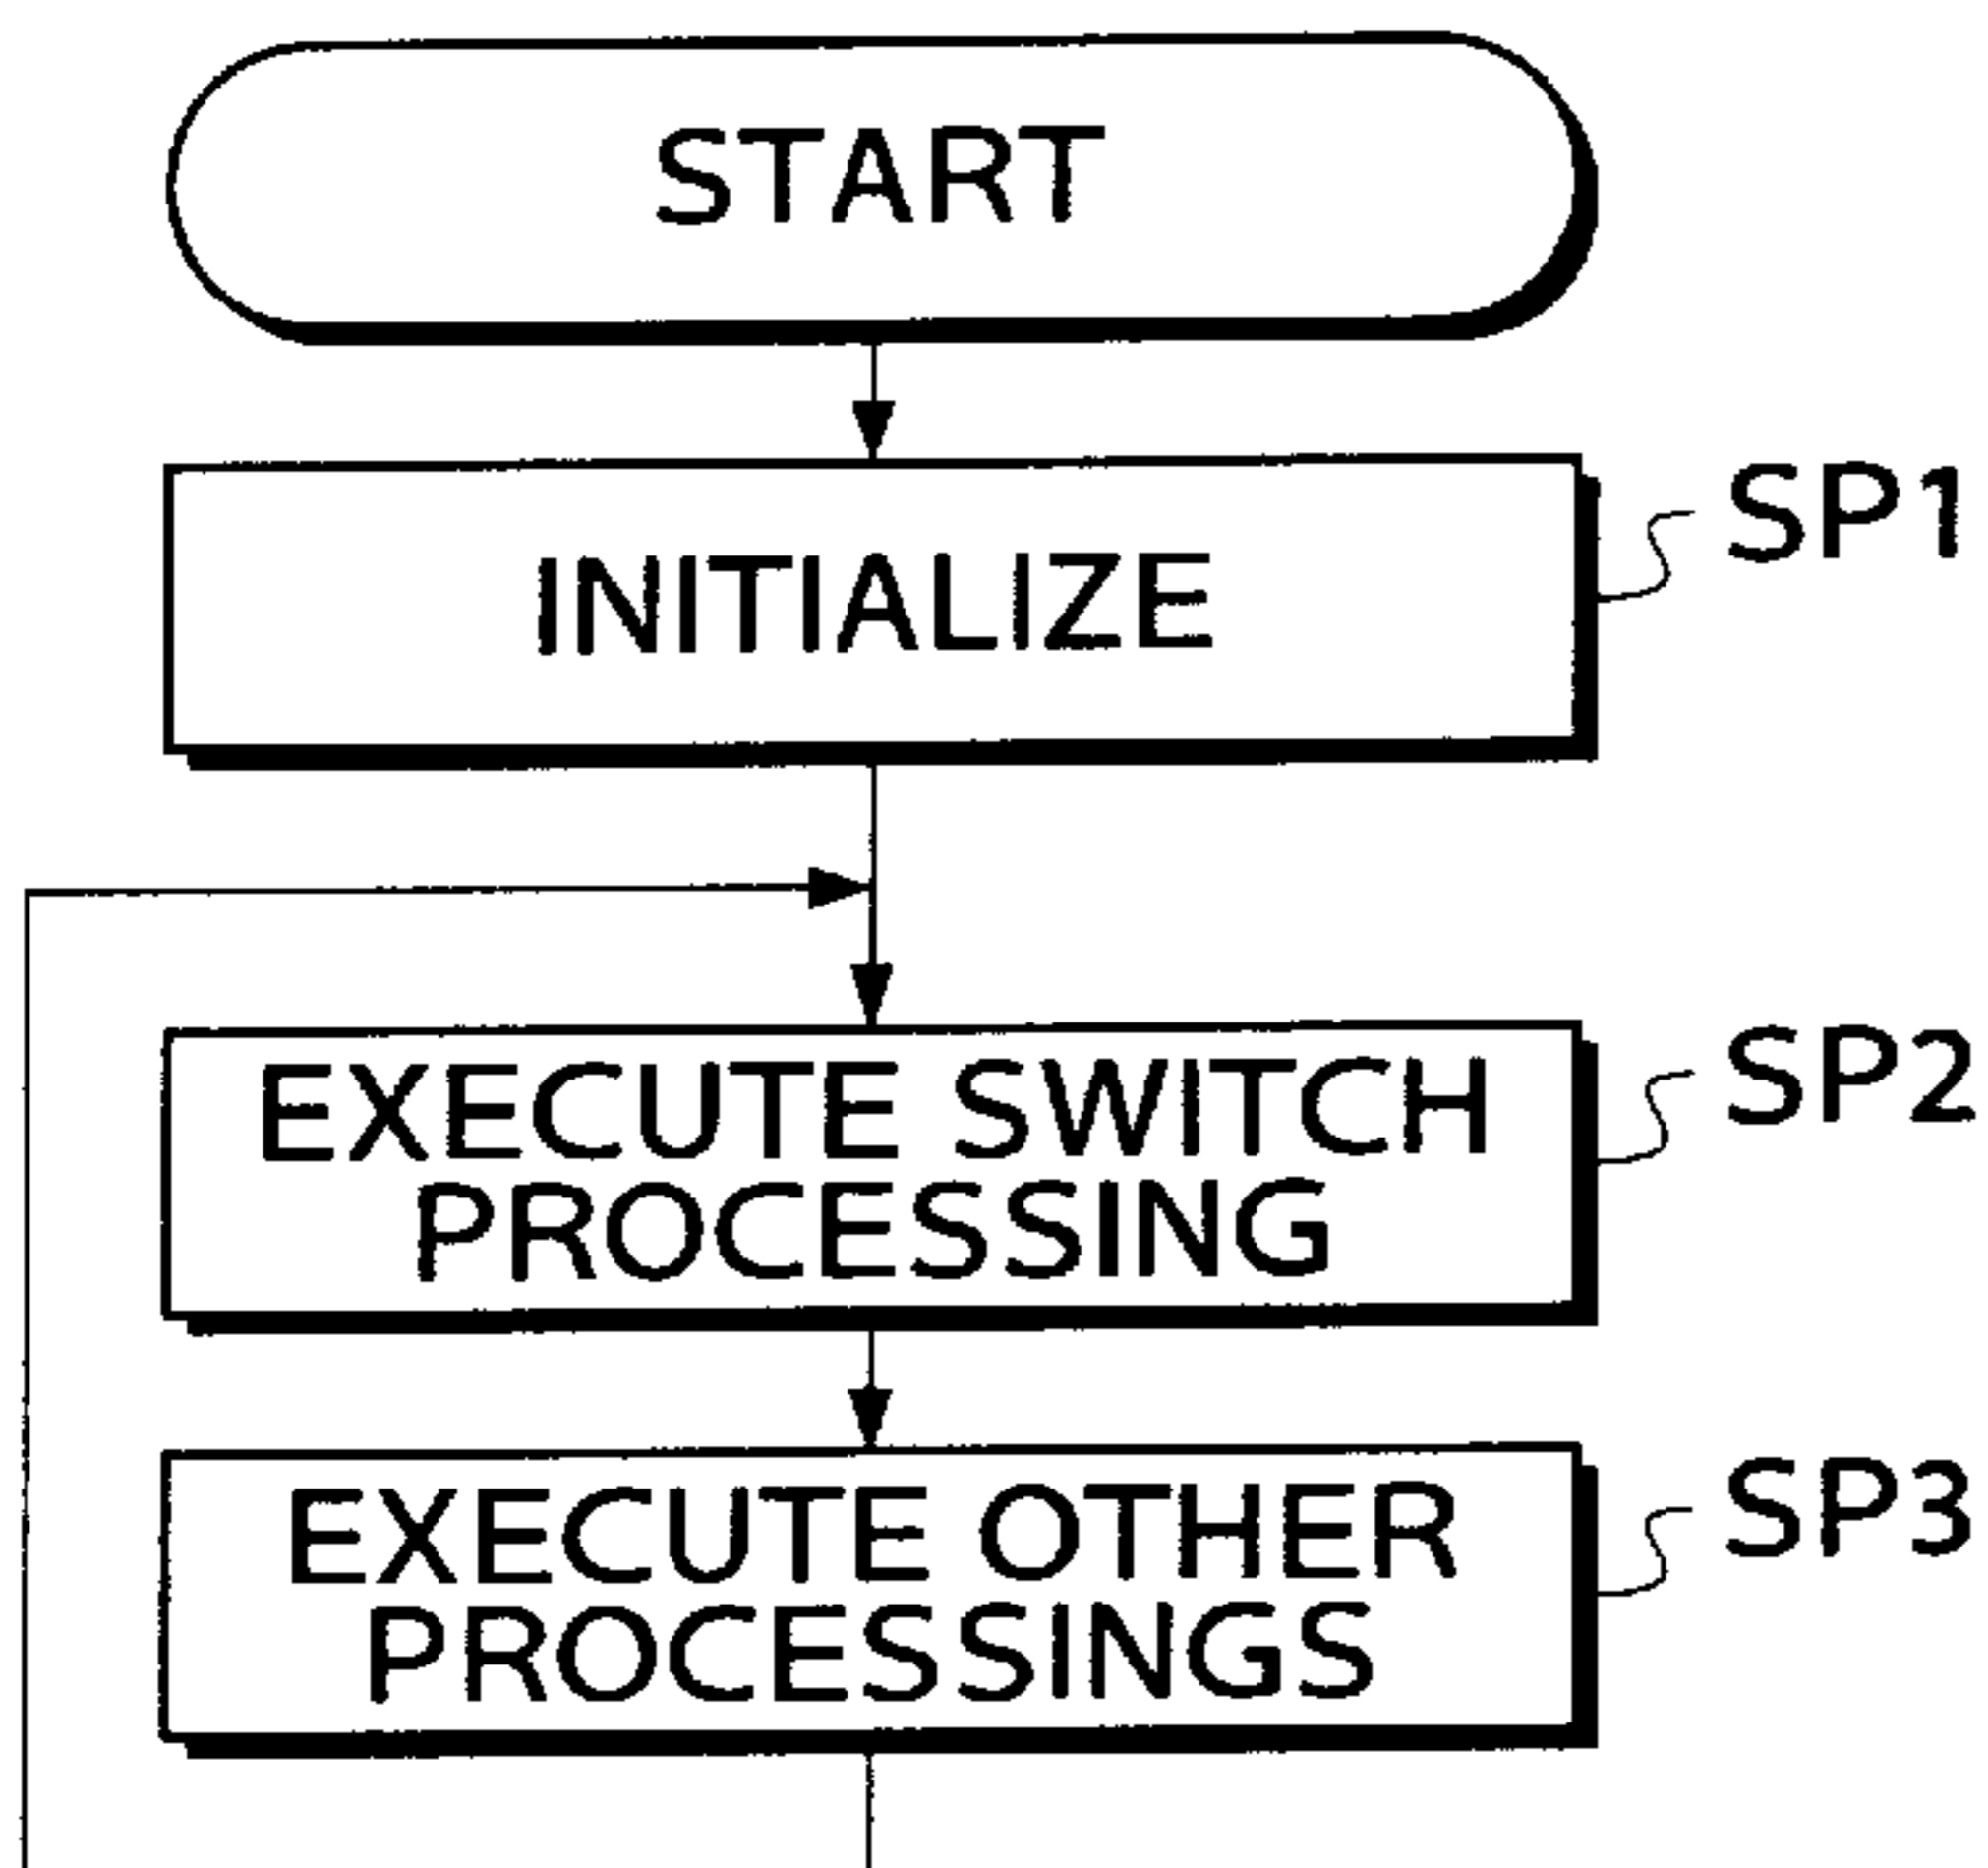 START
INITIALIZE
SP1
EXECUTE SWITCH
PROCESSING
SP2
EXECUTE OTHER
PROCESSINGS
SP3